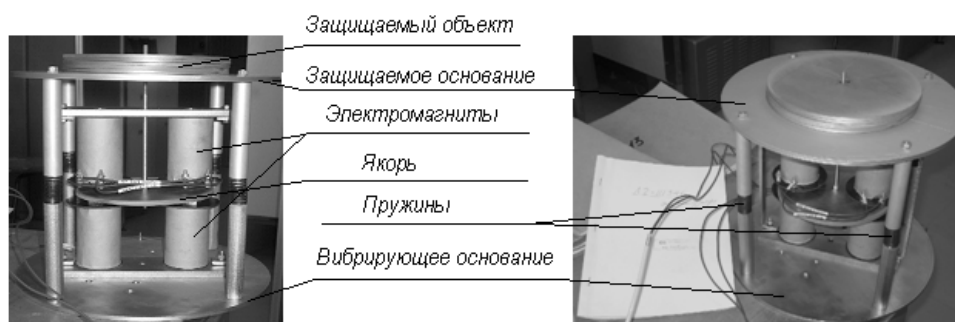 Защищаемый объект
Защищаемое основание
Электромагниты
Якорь
Пружины
Вибрирующее основание